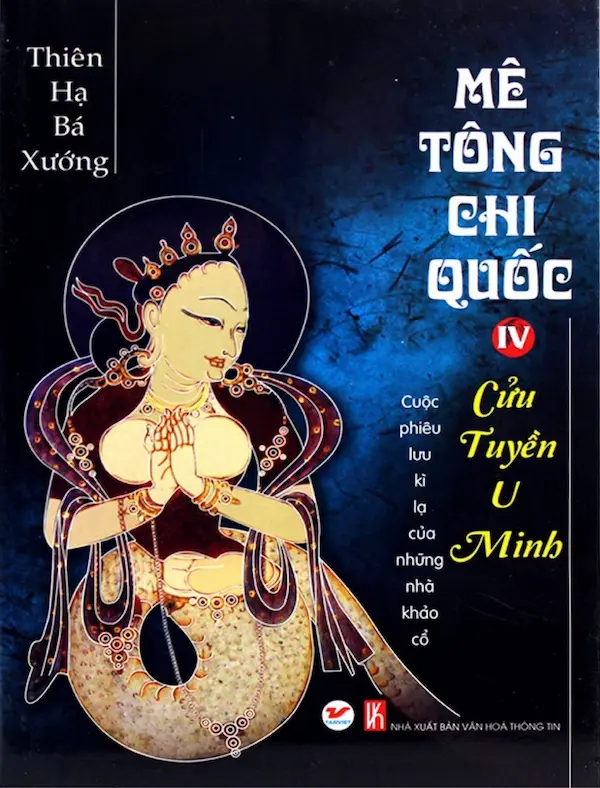 Thiên
Hạ
Bá
Xướng
MÊ
TÔNG
CHI
QUỐC
IV
Cửu
Tuyền
U
Minh
Cuộc
phiêu
lưu
kì
lạ
của
những
nhà
khảo
cổ
TANVIET
NHÀ XUẤT BẢN VĂN HOÁ THÔNG TIN